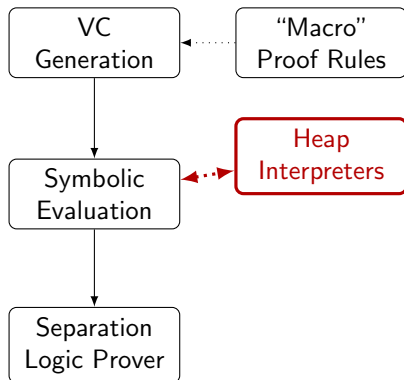 VC
Generation
“Macro”
Proof Rules
Heap
Interpreters
Symbolic
Evaluation
Separation
Logic Prover